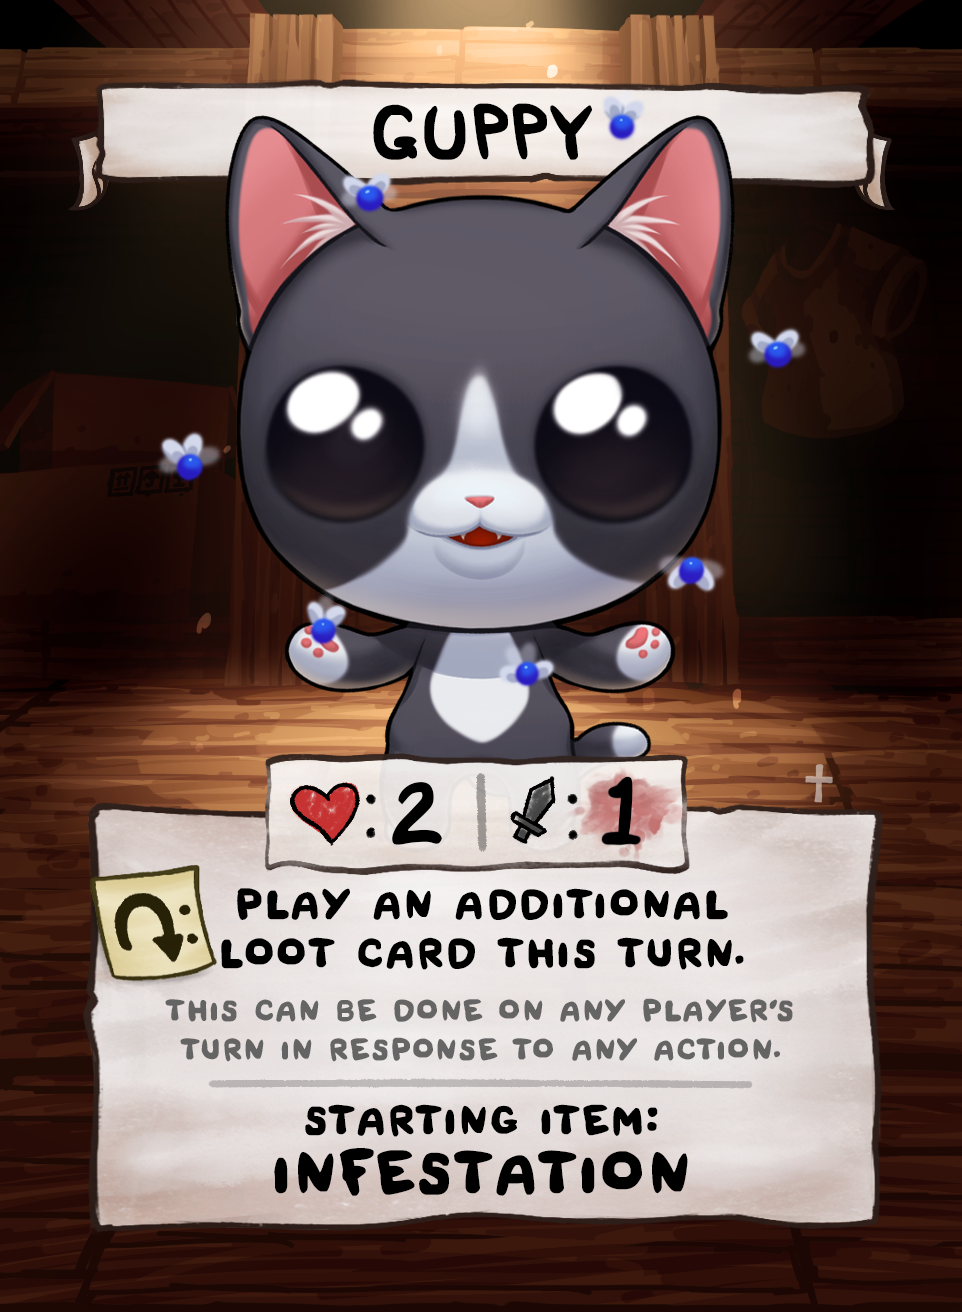 GUPPY
: 2 | : 1
PLAY AN ADDITIONAL
LOOT CARD THIS TURN.
THIS CAN BE DONE ON ANY PLAYER'S
TURN IN RESPONSE TO ANY ACTION.
STARTING ITEM:
INFESTATION